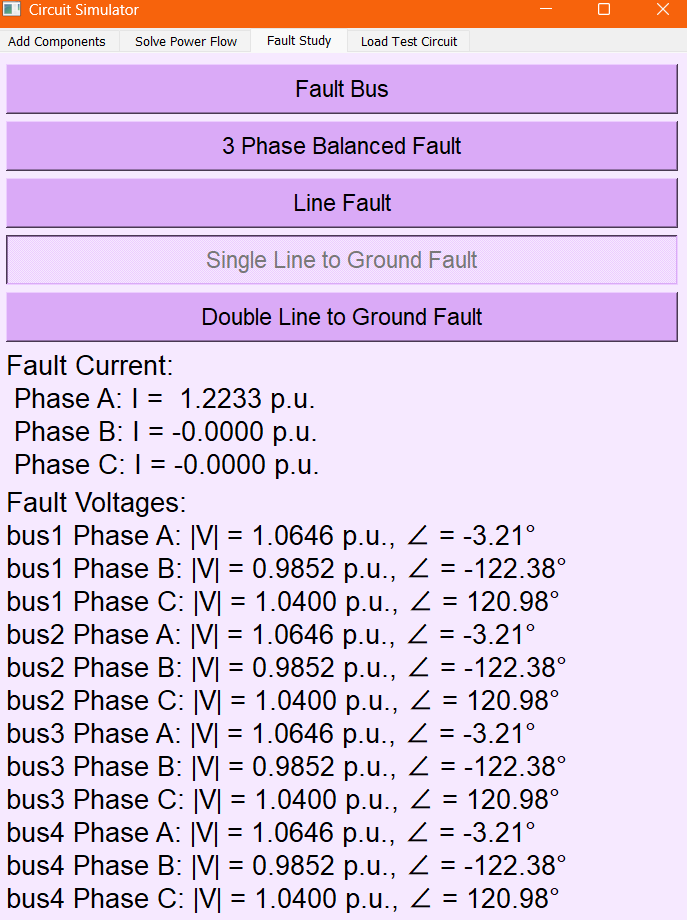 Circuit Simulator
Add Components Solve Power Flow Fault Study Load Test Circuit
Fault Bus
3 Phase Balanced Fault
Line Fault
Single Line to Ground Fault
Double Line to Ground Fault
Fault Current:
Phase A: I = 1.2233 p.u.
Phase B: I = -0.0000 p.u.
Phase C: I = -0.0000 p.u.
Fault Voltages:
bus1 Phase A: |V| = 1.0646 p.u., ∠ = -3.21°
bus1 Phase B: |V| = 0.9852 p.u., ∠ = -122.38°
bus1 Phase C: |V| = 1.0400 p.u., ∠ = 120.98°
bus2 Phase A: |V| = 1.0646 p.u., ∠ = -3.21°
bus2 Phase B: |V| = 0.9852 p.u., ∠ = -122.38°
bus2 Phase C: |V| = 1.0400 p.u., ∠ = 120.98°
bus3 Phase A: |V| = 1.0646 p.u., ∠ = -3.21°
bus3 Phase B: |V| = 0.9852 p.u., ∠ = -122.38°
bus3 Phase C: |V| = 1.0400 p.u., ∠ = 120.98°
bus4 Phase A: |V| = 1.0646 p.u., ∠ = -3.21°
bus4 Phase B: |V| = 0.9852 p.u., ∠ = -122.38°
bus4 Phase C: |V| = 1.0400 p.u., ∠ = 120.98°